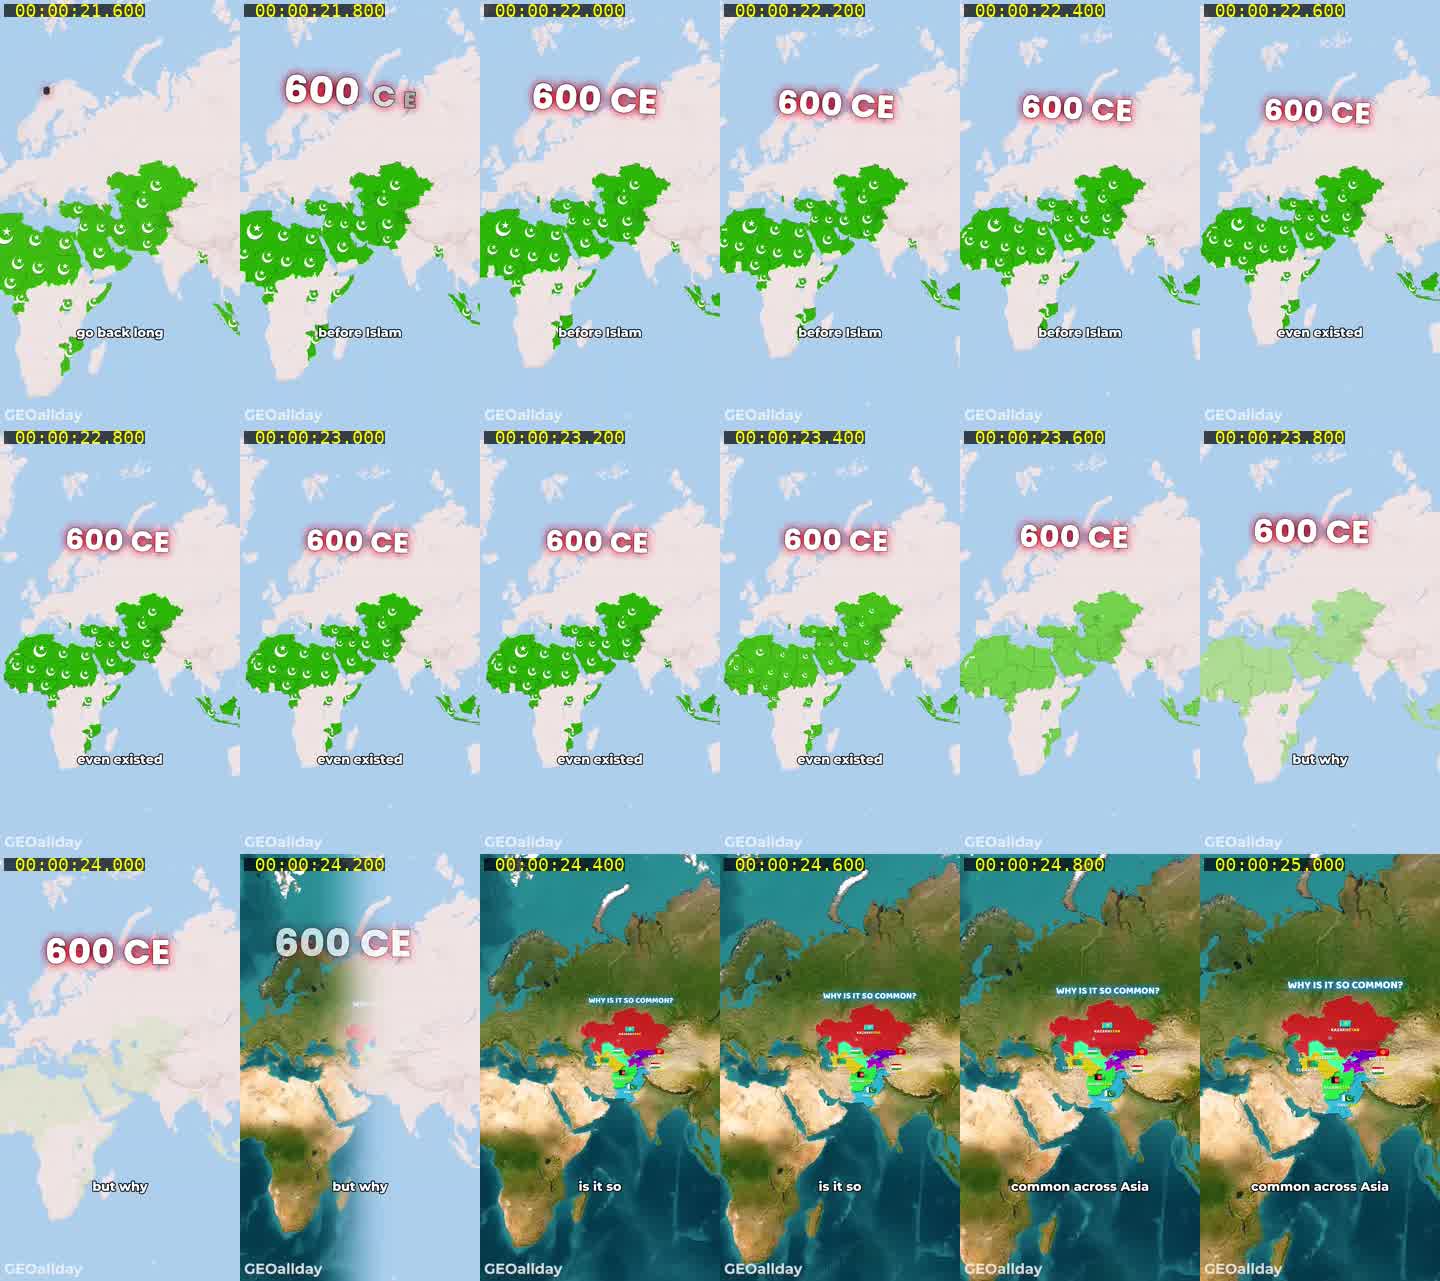 00:00:21.600
go back long
GEOallday
00:00:21.800
600 C E
before Islam
GEOallday
00:00:22.000
600 CE
before Islam
GEOallday
00:00:22.200
600 CE
before Islam
GEOallday
00:00:22.400
600 CE
before Islam
GEOallday
00:00:22.600
600 CE
even existed
GEOallday
00:00:22.800
600 CE
even existed
GEOallday
00:00:23.000
600 CE
even existed
GEOallday
00:00:23.200
600 CE
even existed
GEOallday
00:00:23.400
600 CE
even existed
GEOallday
00:00:23.600
600 CE
GEOallday
00:00:23.800
600 CE
but why
GEOallday
00:00:24.000
600 CE
but why
GEOallday
00:00:24.200
600 CE
but why
GEOallday
00:00:24.400
WHY IS IT SO COMMON?
KAZAKHSTAN
is it so
GEOallday
00:00:24.600
WHY IS IT SO COMMON?
KAZAKHSTAN
is it so
GEOallday
00:00:24.800
WHY IS IT SO COMMON?
KAZAKHSTAN
common across Asia
GEOallday
00:00:25.000
WHY IS IT SO COMMON?
KAZAKHSTAN
common across Asia
GEOallday